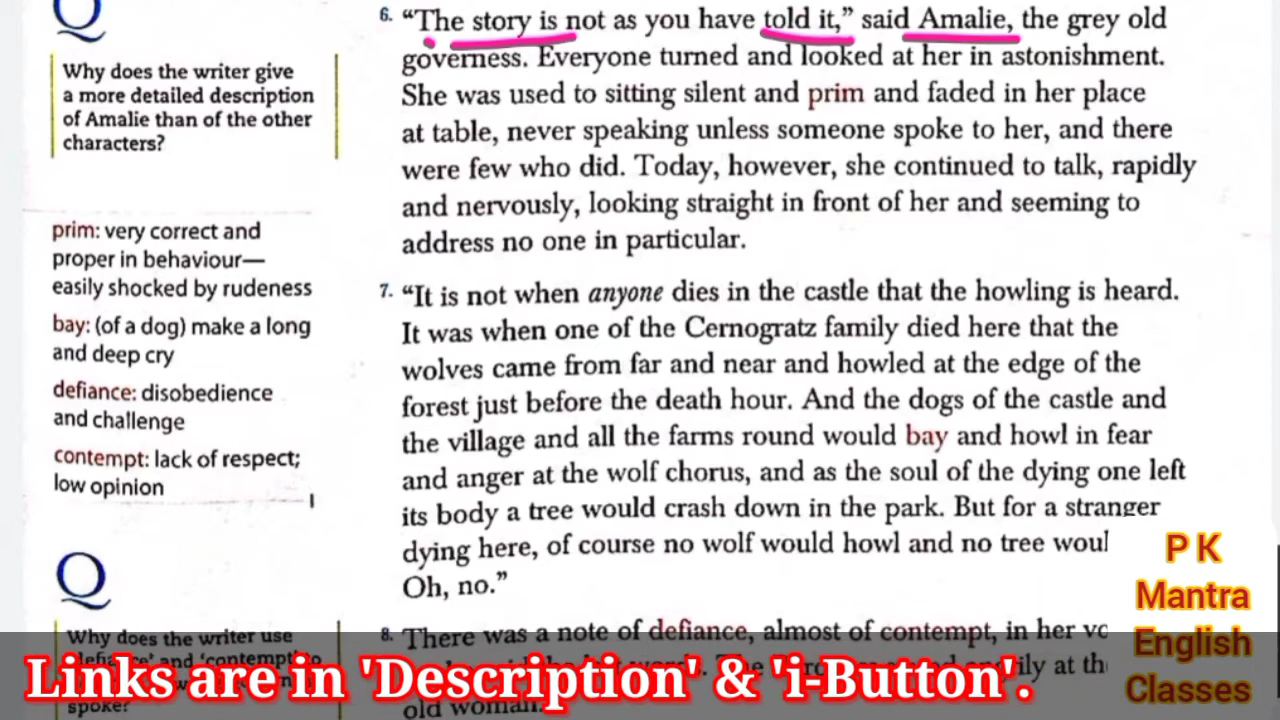 Q
Why does the writer give
a more detailed description
of Amalie than of the other
characters?
prim: very correct and
proper in behaviour—
easily shocked by rudeness
bay: (of a dog) make a long
and deep cry
defiance: disobedience
and challenge
contempt: lack of respect;
low opinion
Q
Why does the writer use
spoke?
6. “The story is not as you have told it,” said Amalie, the grey old
governess. Everyone turned and looked at her in astonishment.
She was used to sitting silent and prim and faded in her place
at table, never speaking unless someone spoke to her, and there
were few who did. Today, however, she continued to talk, rapidly
and nervously, looking straight in front of her and seeming to
address no one in particular.
7. “It is not when anyone dies in the castle that the howling is heard.
It was when one of the Cernogratz family died here that the
wolves came from far and near and howled at the edge of the
forest just before the death hour. And the dogs of the castle and
the village and all the farms round would bay and howl in fear
and anger at the wolf chorus, and as the soul of the dying one left
its body a tree would crash down in the park. But for a stranger
dying here, of course no wolf would howl and no tree woul
Oh, no.”
8. There was a note of defiance, almost of contempt, in her vo
old woman.
P K
Mantra
English
Classes
Links are in 'Description' & 'i-Button'.